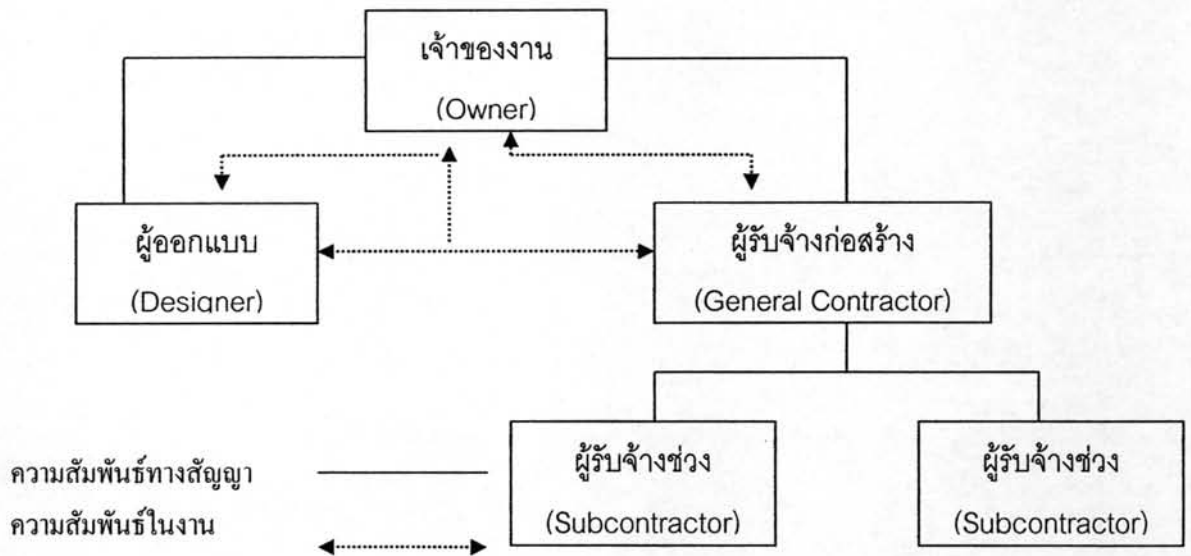 เจ้าของงาน
(Owner)
ผู้ออกแบบ
(Designer)
ผู้รับจ้างก่อสร้าง
(General Contractor)
ผู้รับจ้างช่วง
(Subcontractor)
ผู้รับจ้างช่วง
(Subcontractor)
ความสัมพันธ์ทางสัญญา
ความสัมพันธ์ในงาน